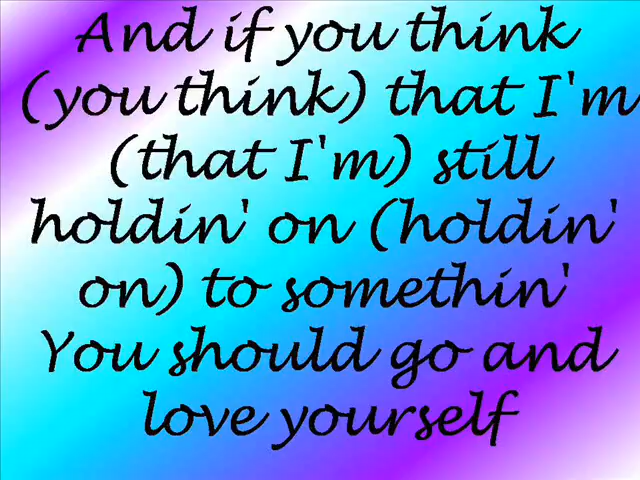 And if you think
(you think) that I'm
(that I'm) still
holdin' on (holdin'
on) to somethin'
You should go and
love yourself